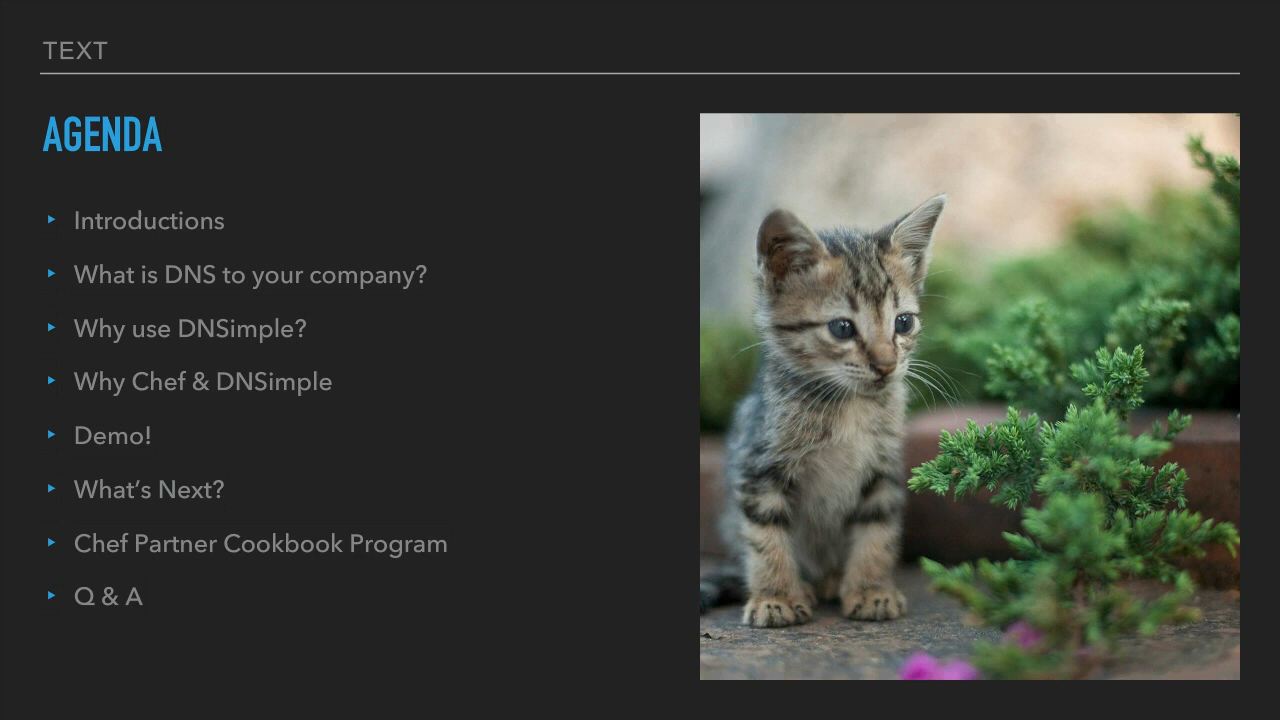 TEXT
AGENDA
‣ Introductions
‣ What is DNS to your company?
‣ Why use DNSimple?
‣ Why Chef & DNSimple
‣ Demo!
‣ What’s Next?
‣ Chef Partner Cookbook Program
‣ Q & A